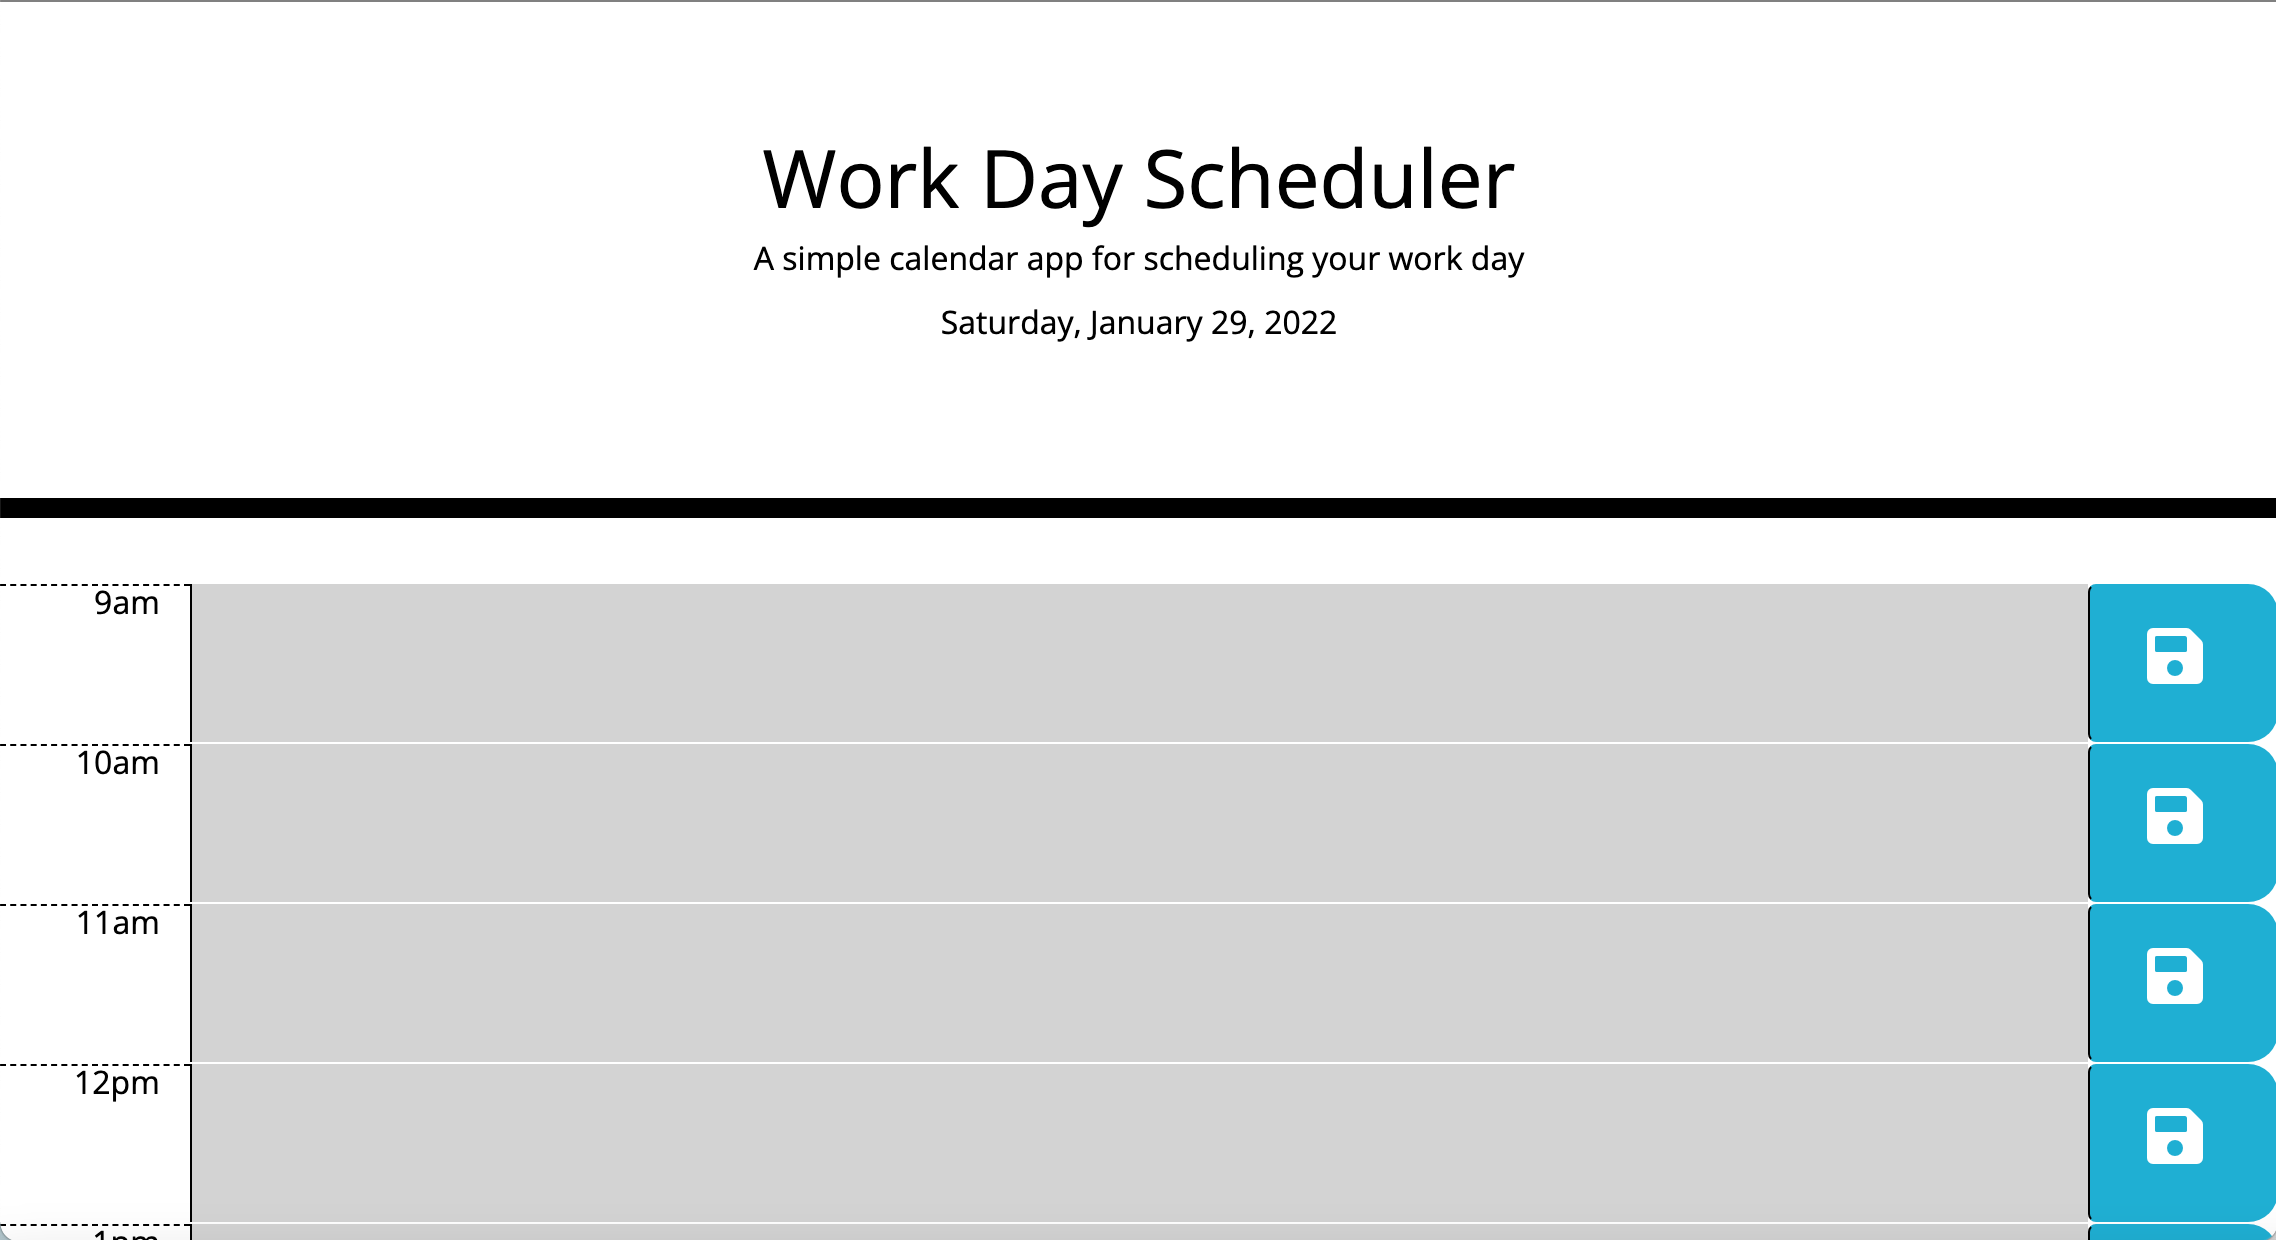 Work Day Scheduler
A simple calendar app for scheduling your work day
Saturday, January 29, 2022
9am
10am
11am
12pm
1pm